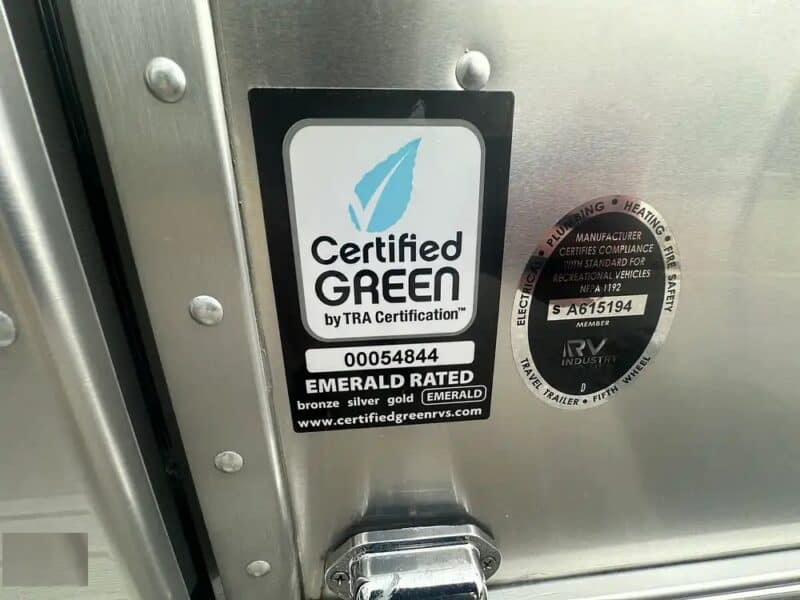 Certified
GREEN
by TRA Certification™
00054844
EMERALD RATED
bronze silver gold EMERALD
www.certifiedgreenrvs.com
ELECTRICAL • PLUMBING • HEATING • FIRE SAFETY
MANUFACTURER
CERTIFIES COMPLIANCE
WITH STANDARD FOR
RECREATIONAL VEHICLES
NFPA 1192
S A615194
MEMBER
RV
INDUSTRY
D
TRAVEL TRAILER • FIFTH WHEEL